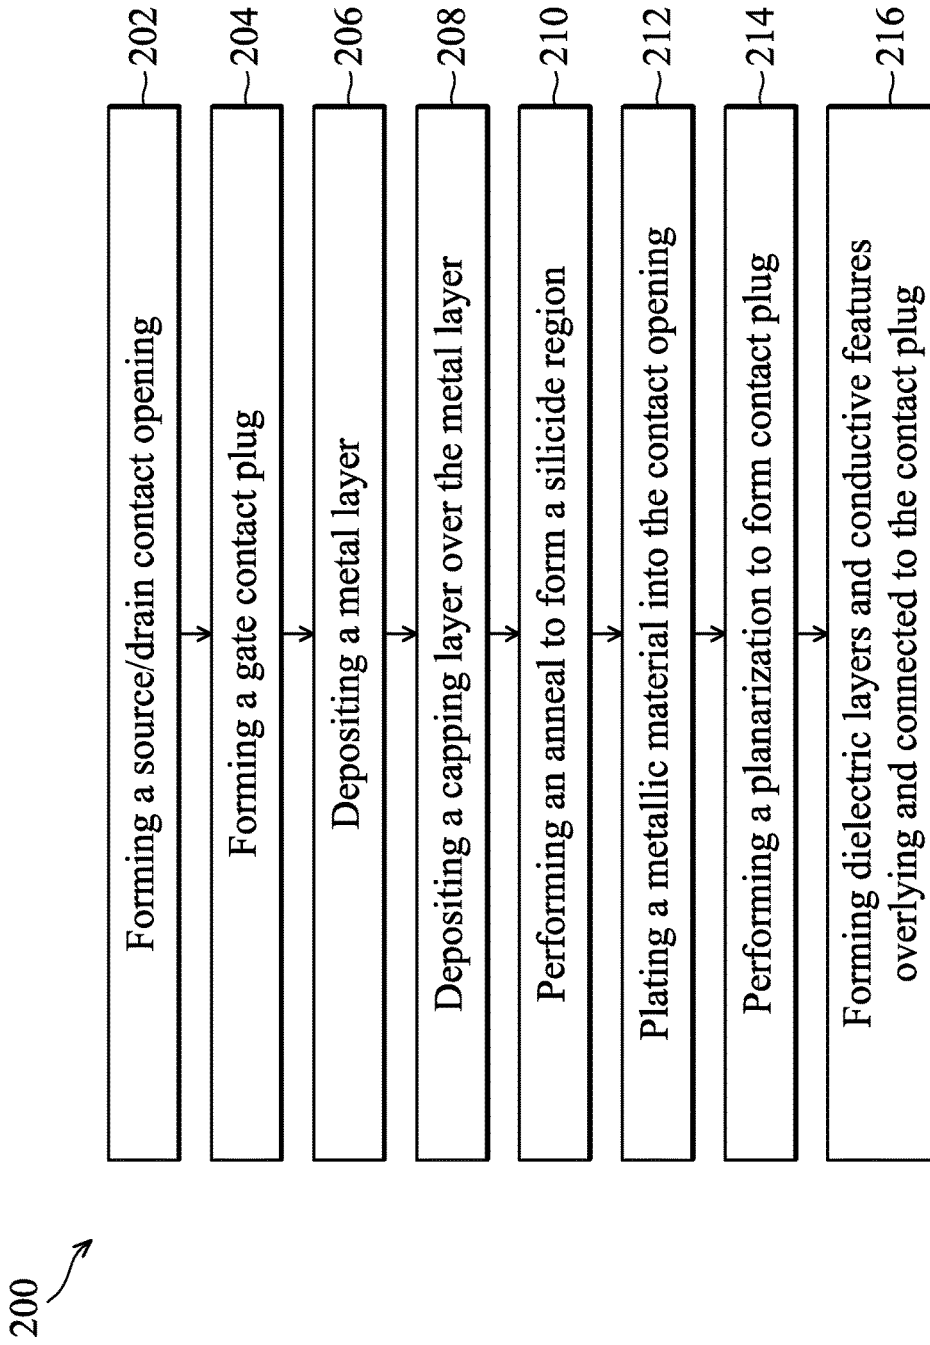 200
Forming a source/drain contact opening
202
Forming a gate contact plug
204
Depositing a metal layer
206
Depositing a capping layer over the metal layer
208
Performing an anneal to form a silicide region
210
Plating a metallic material into the contact opening
212
Performing a planarization to form contact plug
214
Forming dielectric layers and conductive features
overlying and connected to the contact plug
216